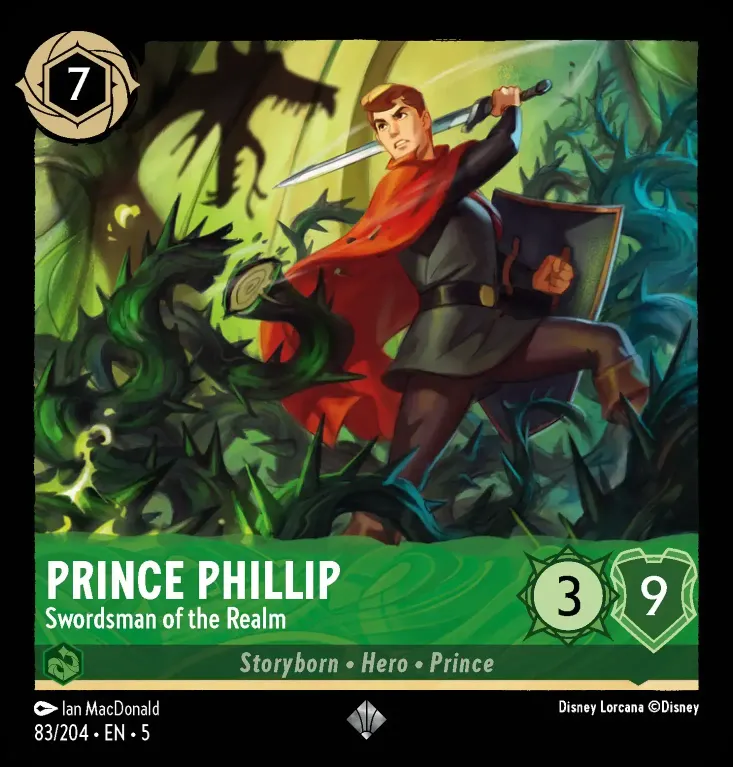 7
PRINCE PHILLIP
Swordsman of the Realm
3
9
Storyborn • Hero • Prince
Ian MacDonald
Disney Lorcana ©Disney
83/204 • EN • 5